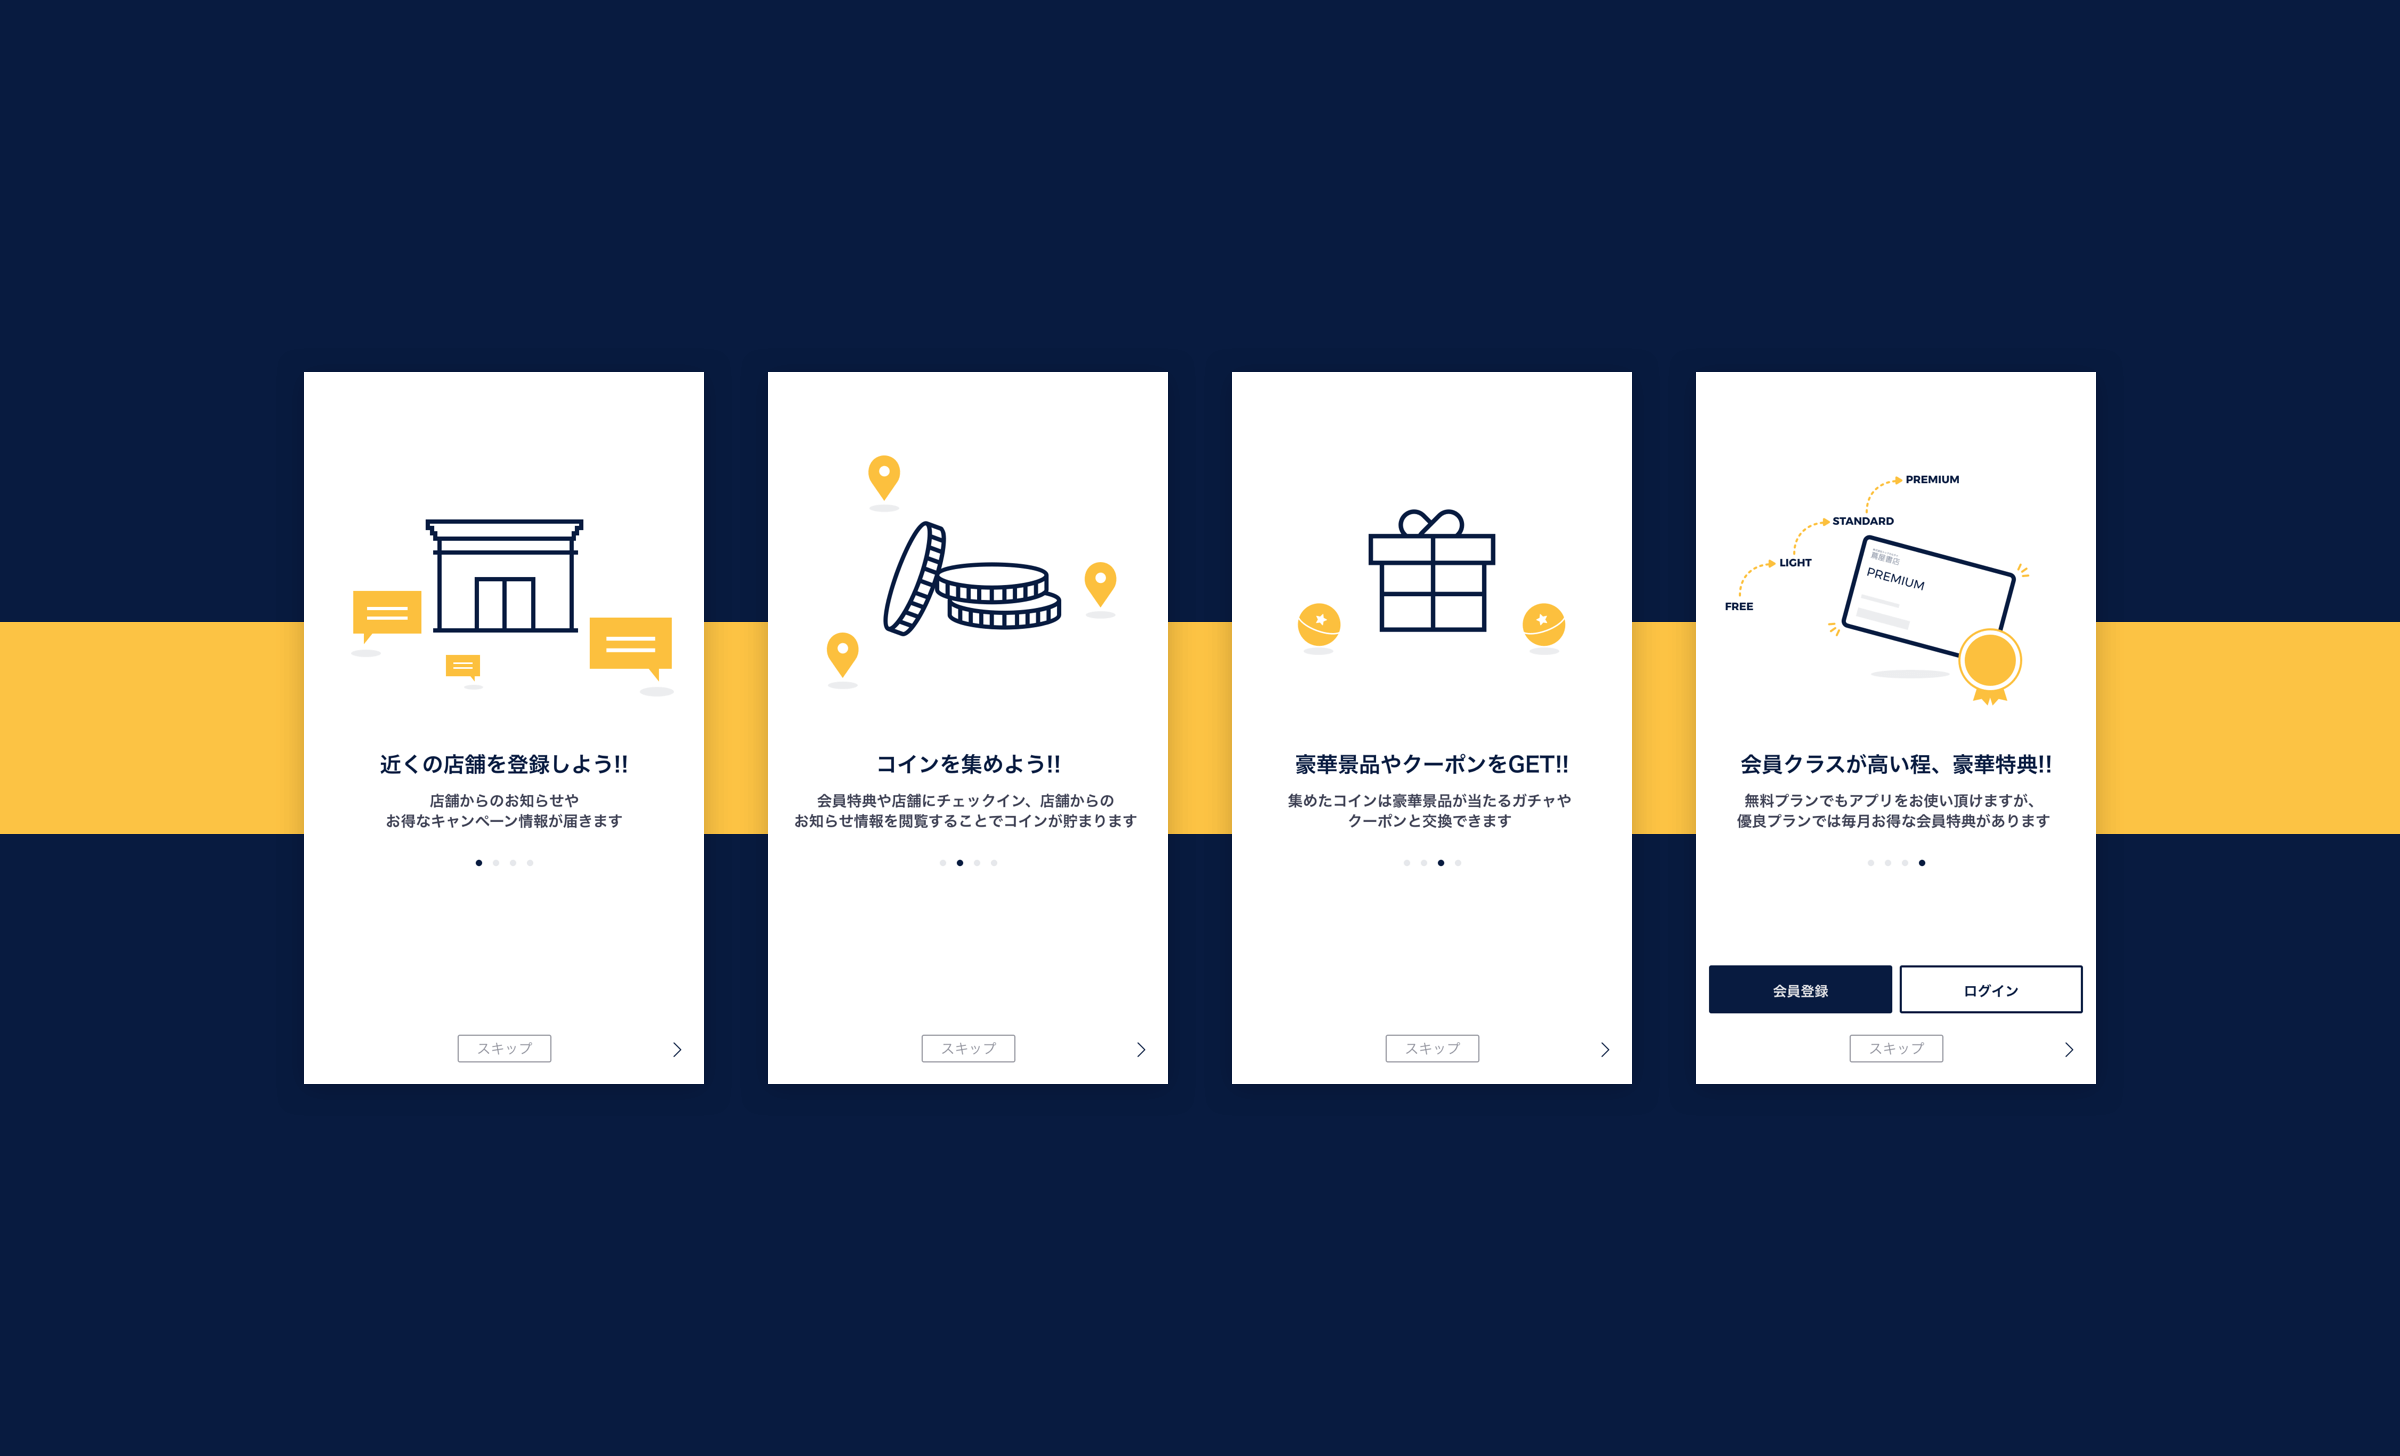 近くの店舗を登録しよう!!
店舗からのお知らせや
お得なキャンペーン情報が届きます
スキップ
コインを集めよう!!
会員特典や店舗にチェックイン、店舗からの
お知らせ情報を閲覧することでコインが貯まります
スキップ
豪華景品やクーポンをGET!!
集めたコインは豪華景品が当たるガチャや
クーポンと交換できます
スキップ
PREMIUM
STANDARD
LIGHT
FREE
蔦屋書店
PREMIUM
会員クラスが高い程、豪華特典!!
無料プランでもアプリをお使い頂けますが、
優良プランでは毎月お得な会員特典があります
会員登録
ログイン
スキップ